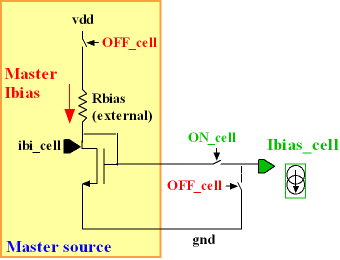 vdd
OFF_cell
Master
Ibias
Rbias
(external)
ibi_cell
ON_cell
Ibias_cell
OFF_cell
gnd
Master source